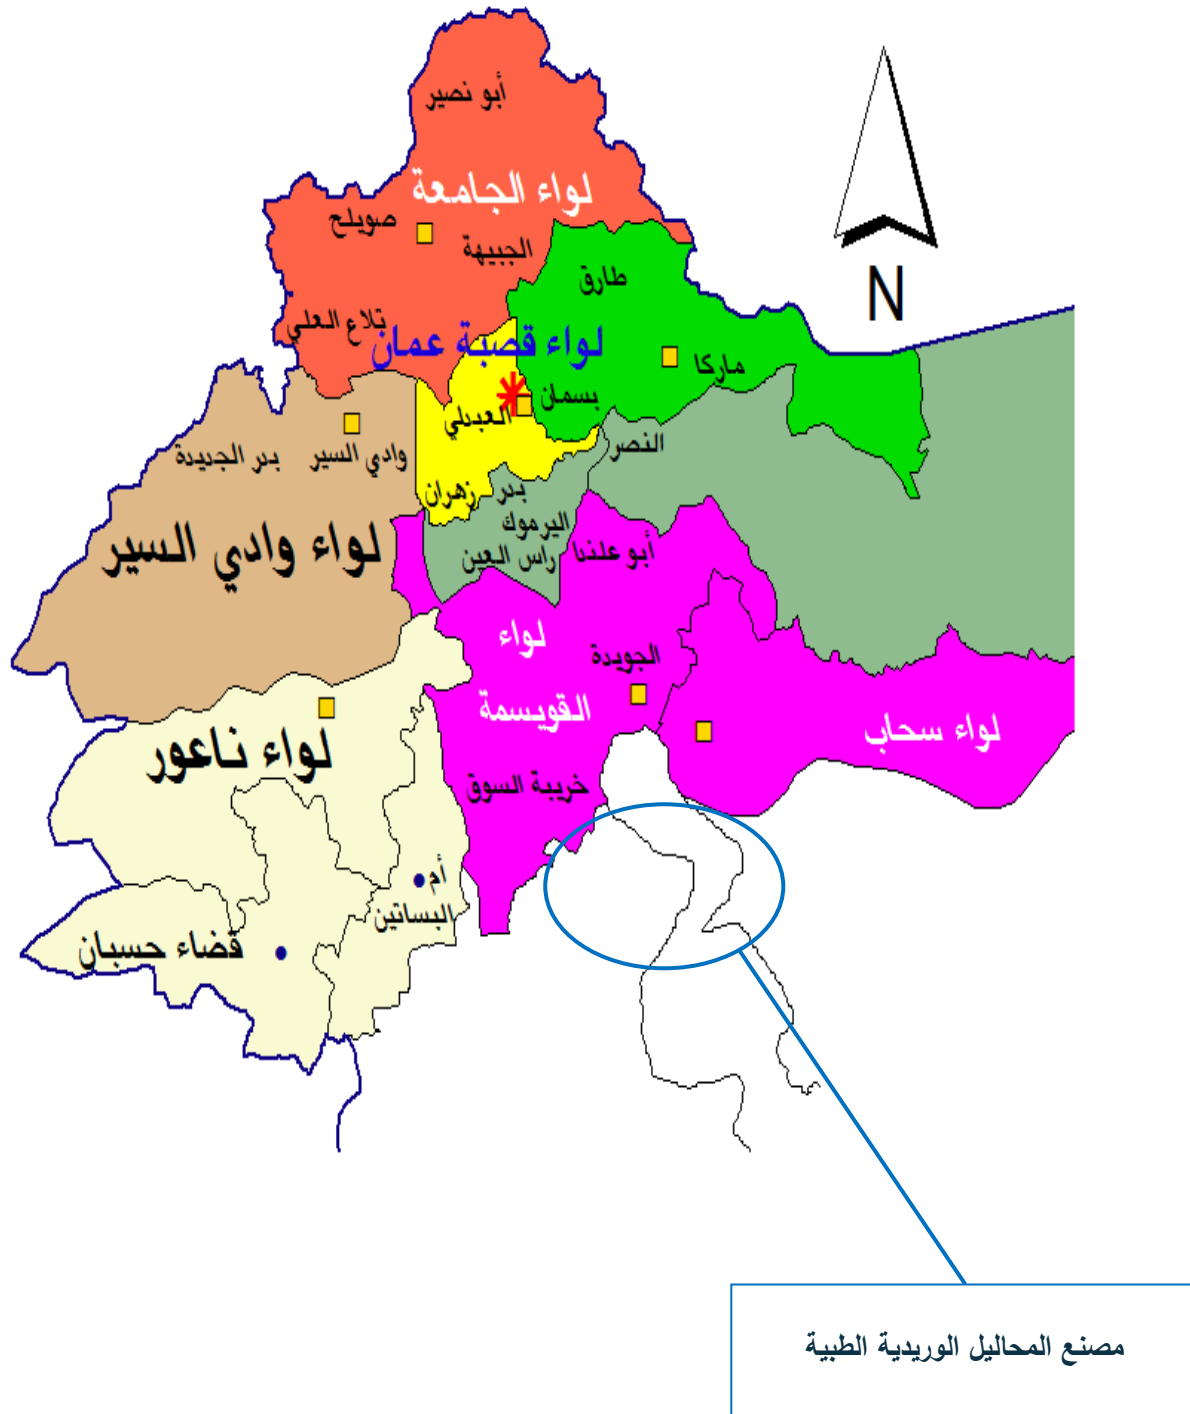 أبو نصير
لواء الجامعة
صويلح
الجبيهة
طارق
N
تلاع العلي
لواء قصبة عمان
ماركا
بسمان
العبدلي
النصر
وادي السير
بدر الجديدة
بدر
زهران
اليرموك
راس العين
أبو علندا
لواء وادي السير
لواء
القويسمة
الجويدة
لواء سحاب
لواء ناعور
خريبة السوق
أم
البساتين
قضاء حسبان
مصنع المحاليل الوريدية الطبية